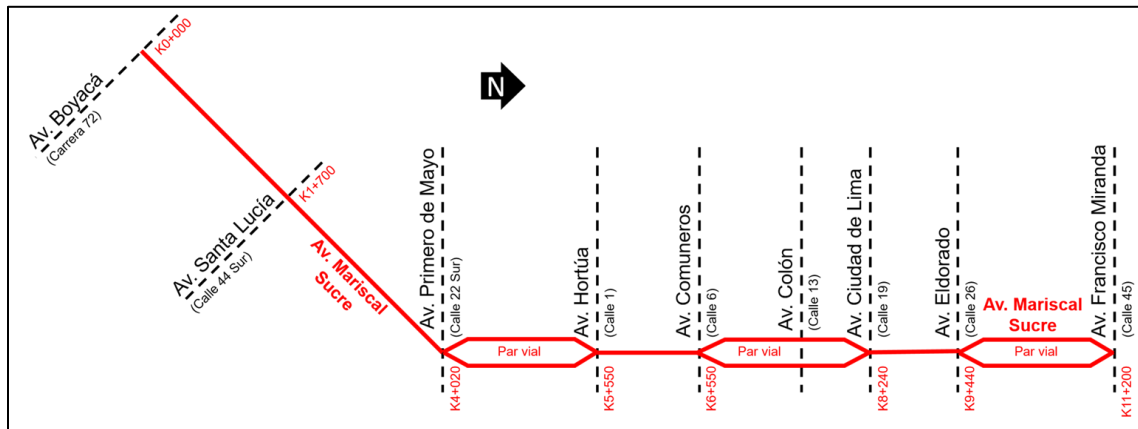 K0+000
Av. Boyacá
(Carrera 72)
N
K1+700
Av. Santa Lucía
(Calle 44 Sur)
Av. Mariscal
Sucre
Av. Primero de Mayo
(Calle 22 Sur)
K4+020
Par vial
Av. Hortúa
(Calle 1)
K5+550
Av. Comuneros
(Calle 6)
K6+550
Par vial
Av. Colón
(Calle 13)
Av. Ciudad de Lima
(Calle 19)
K8+240
Av. Eldorado
(Calle 26)
K9+440
Av. Mariscal
Sucre
Par vial
Av. Francisco Miranda
(Calle 45)
K11+200